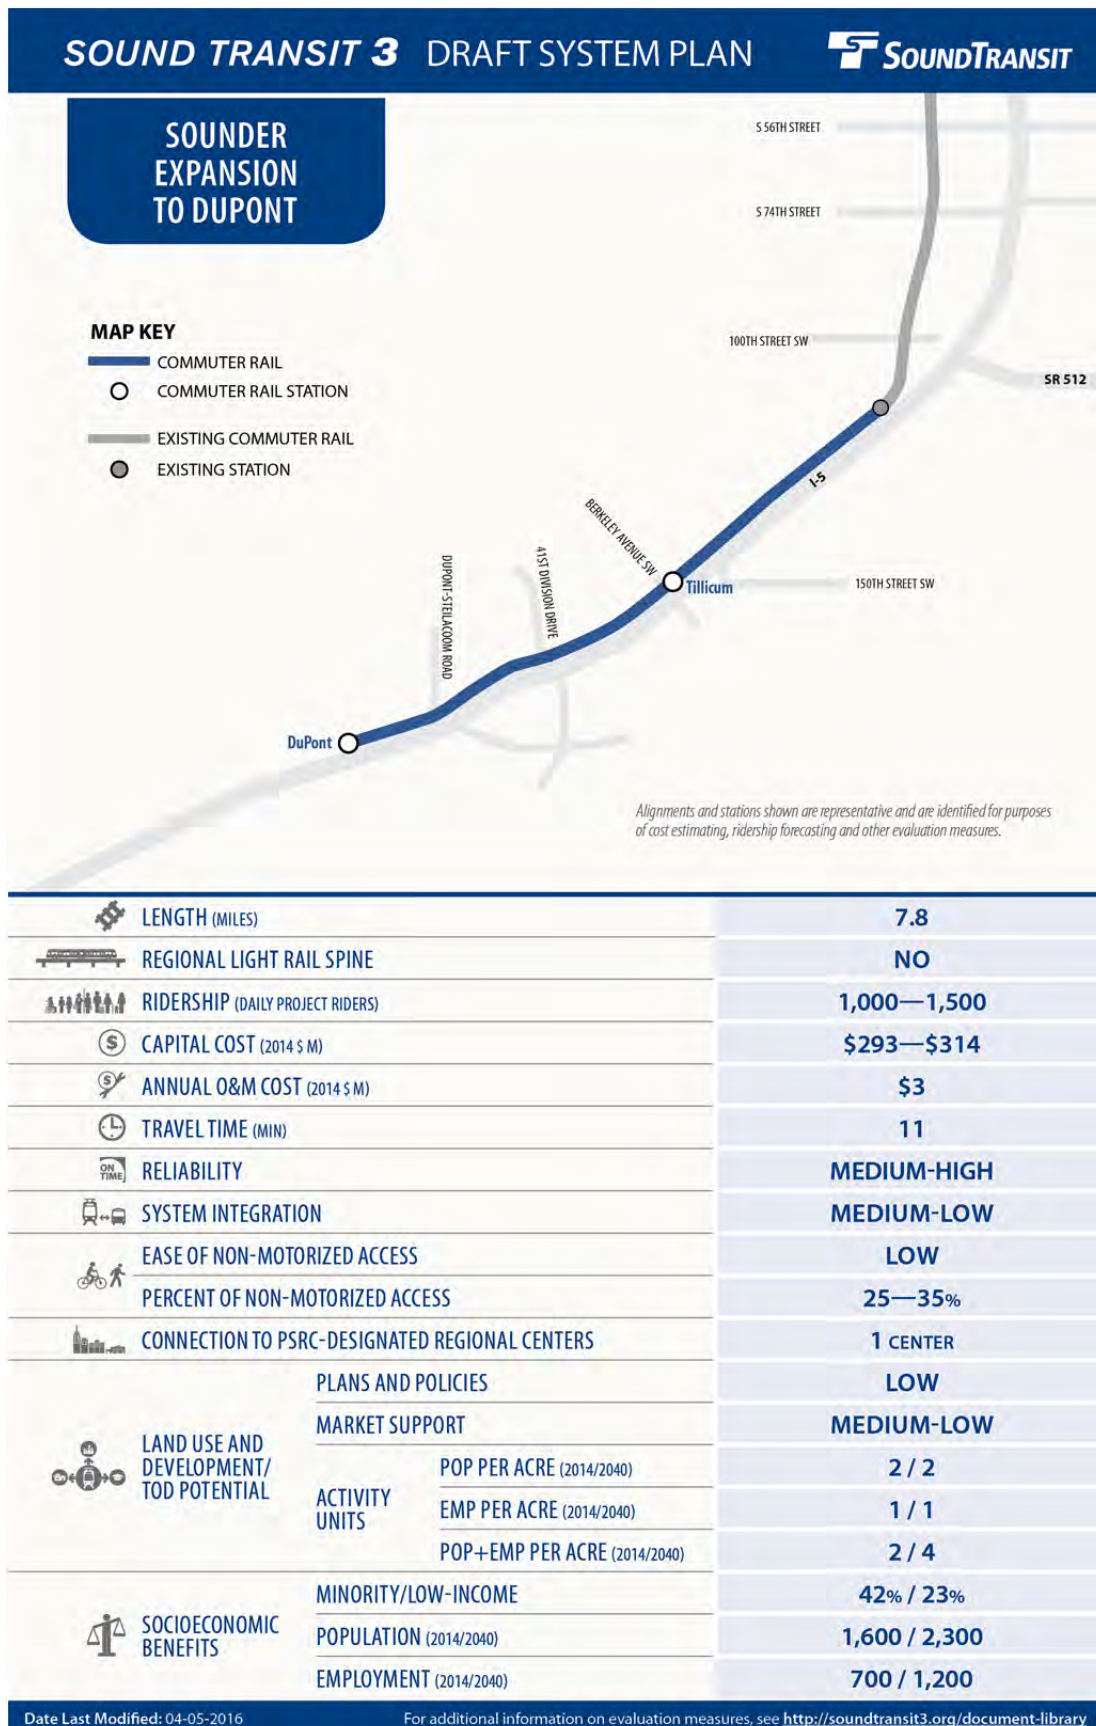 SOUND TRANSIT 3 DRAFT SYSTEM PLAN
SOUNDTRANSIT
SOUNDER
EXPANSION
TO DUPONT
S 56TH STREET
S 74TH STREET
MAP KEY
COMMUTER RAIL
COMMUTER RAIL STATION
EXISTING COMMUTER RAIL
EXISTING STATION
100TH STREET SW
SR 512
I-5
BERKELEY AVENUE SW
41ST DIVISION DRIVE
DUPONT-STEILACOOM ROAD
Tillicum
150TH STREET SW
DuPont
Alignments and stations shown are representative and are identified for purposes
of cost estimating, ridership forecasting and other evaluation measures.
LENGTH (MILES) 7.8
REGIONAL LIGHT RAIL SPINE NO
RIDERSHIP (DAILY PROJECT RIDERS) 1,000—1,500
$ CAPITAL COST (2014 $ M) $293—$314
$ ANNUAL O&M COST (2014 $ M) $3
TRAVEL TIME (MIN) 11
ON
TIME
RELIABILITY MEDIUM-HIGH
SYSTEM INTEGRATION MEDIUM-LOW
EASE OF NON-MOTORIZED ACCESS LOW
PERCENT OF NON-MOTORIZED ACCESS 25—35%
CONNECTION TO PSRC-DESIGNATED REGIONAL CENTERS 1 CENTER
LAND USE AND
DEVELOPMENT/
TOD POTENTIAL
PLANS AND POLICIES LOW
MARKET SUPPORT MEDIUM-LOW
ACTIVITY
UNITS
POP PER ACRE (2014/2040) 2 / 2
EMP PER ACRE (2014/2040) 1 / 1
POP+EMP PER ACRE (2014/2040) 2 / 4
SOCIOECONOMIC
BENEFITS
MINORITY/LOW-INCOME 42% / 23%
POPULATION (2014/2040) 1,600 / 2,300
EMPLOYMENT (2014/2040) 700 / 1,200
Date Last Modified: 04-05-2016
For additional information on evaluation measures, see http://soundtransit3.org/document-library